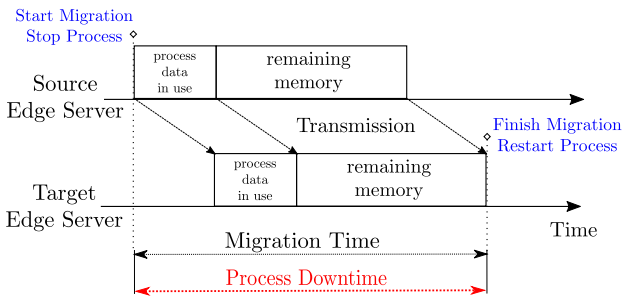 Start Migration
Stop Process
process
data
in use
remaining
memory
Source
Edge Server
Transmission
Finish Migration
Restart Process
process
data
in use
remaining
memory
Target
Edge Server
Time
Migration Time
Process Downtime